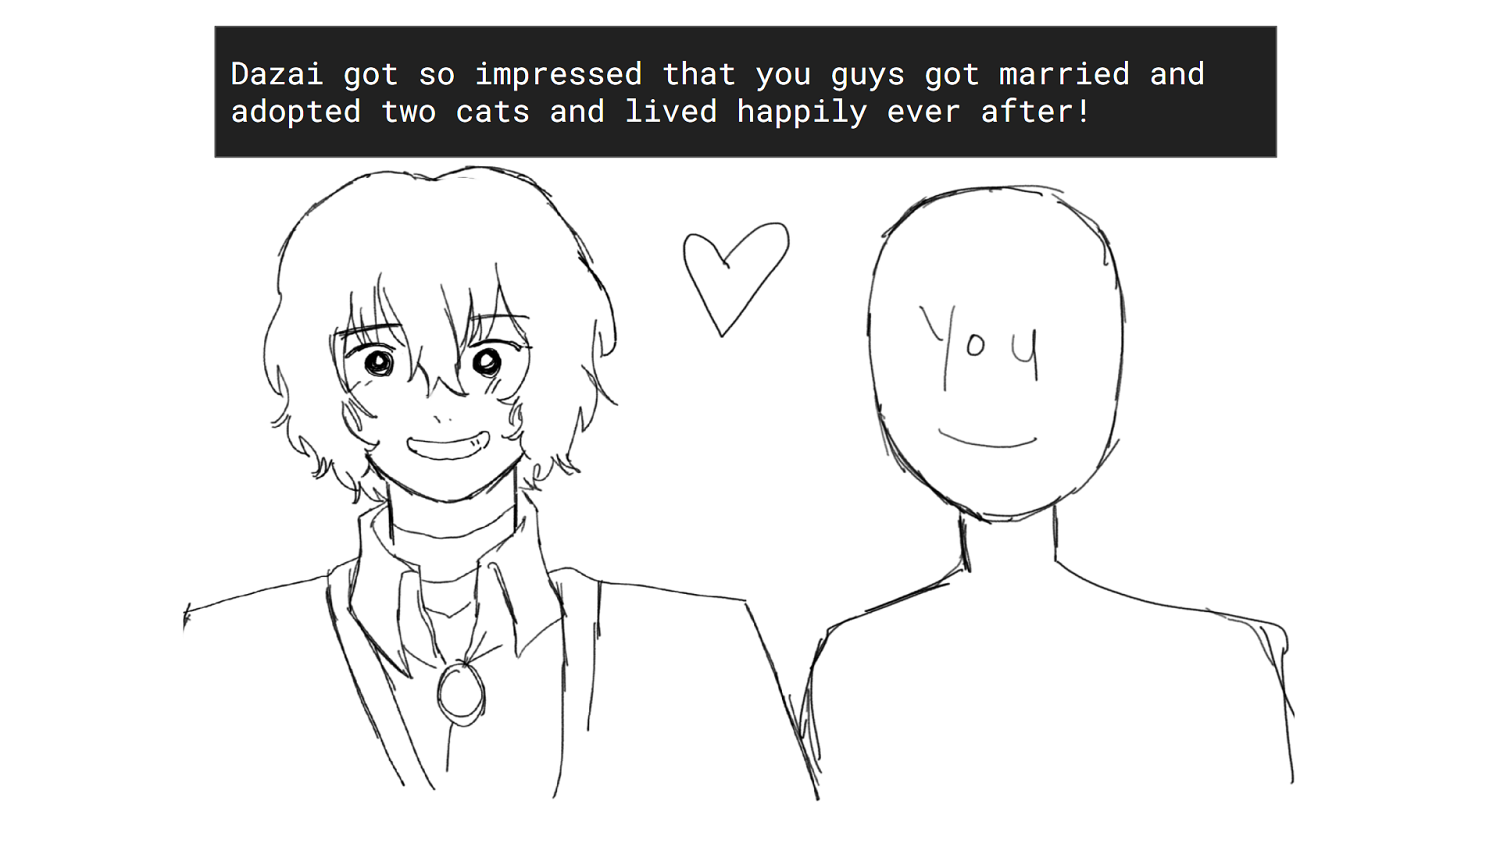 Dazai got so impressed that you guys got married and
adopted two cats and lived happily ever after!
You